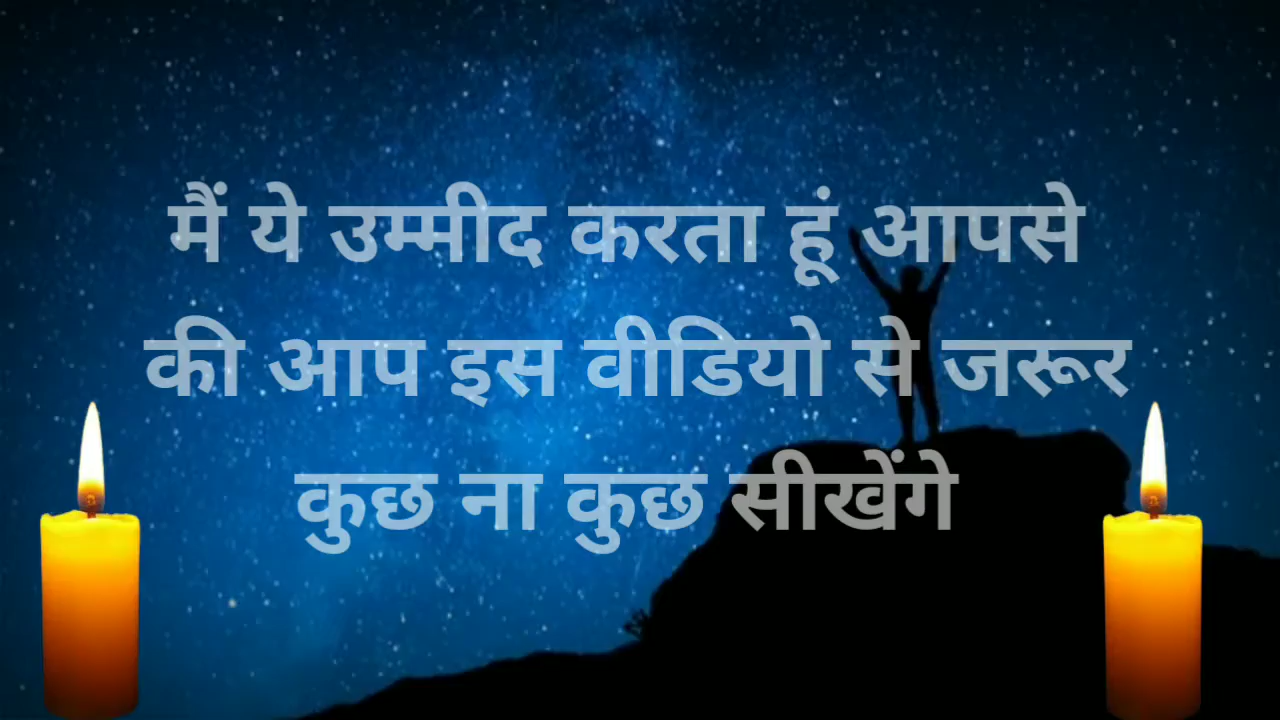 मैं ये उम्मीद करता हूं आपसे
की आप इस वीडियो से जरूर
कुछ ना कुछ सीखेंगे